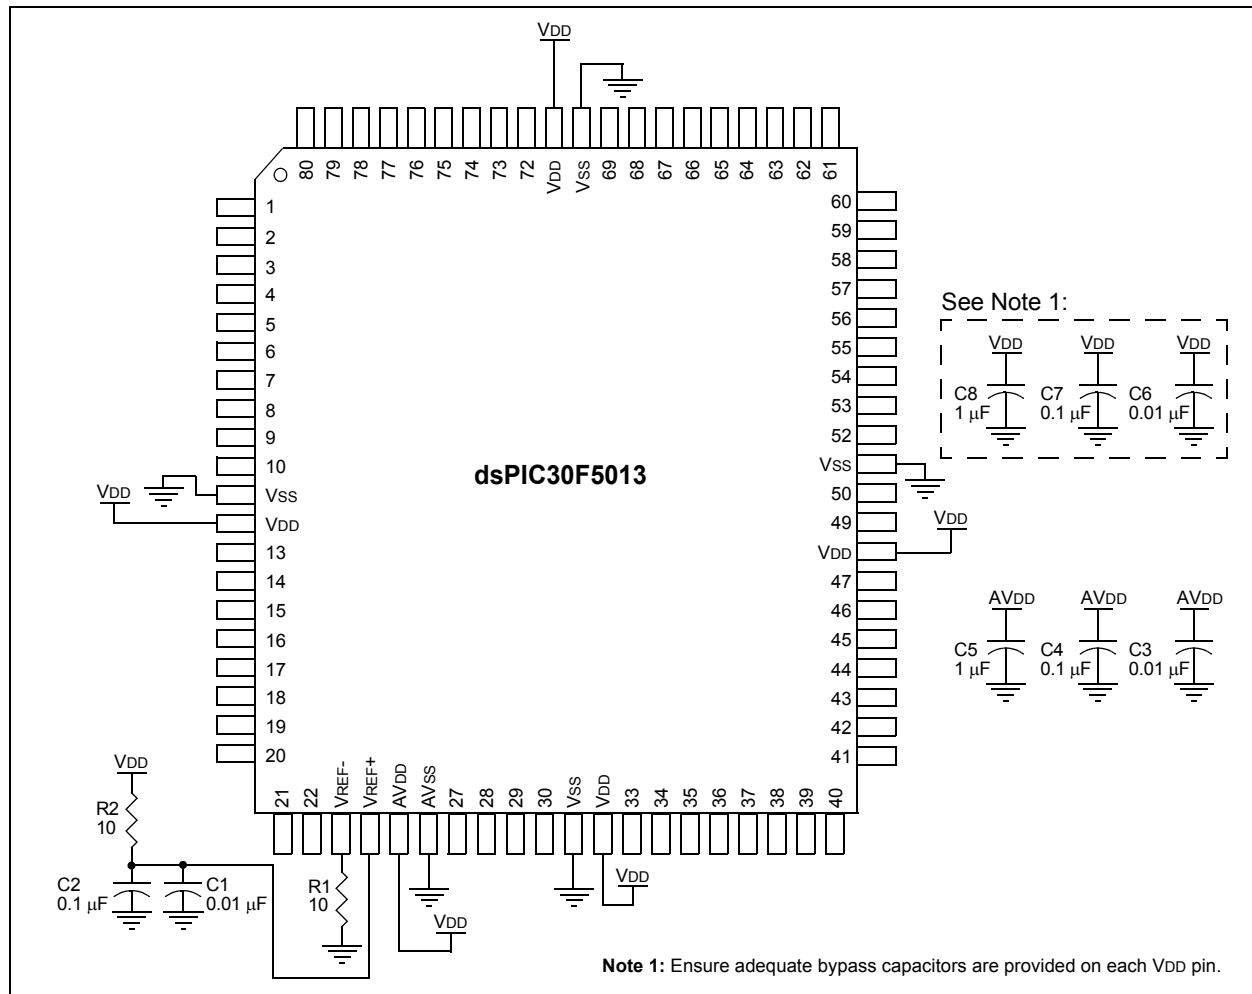 VDD
80 79 78 77 76 75 74 73 72 VDD VSS 69 68 67 66 65 64 63 62 61
1
2
3
4
5
6
7
8
9
10
VSS
VDD
13
14
15
16
17
18
19
20
VDD
dsPIC30F5013
60
59
58
57
56
55
54
53
52
VSS
50
49
VDD
47
46
45
44
43
42
41
VDD
21 22 VREF- VREF+ AVDD AVSS 27 28 29 30 VSS VDD 33 34 35 36 37 38 39 40
See Note 1:
VDD VDD VDD
C8 C7 C6
1 µF 0.1 µF 0.01 µF
AVDD AVDD AVDD
C5 C4 C3
1 µF 0.1 µF 0.01 µF
VDD
R2
10
C2 C1
0.1 µF 0.01 µF
R1
10
VDD
VDD
Note 1: Ensure adequate bypass capacitors are provided on each VDD pin.